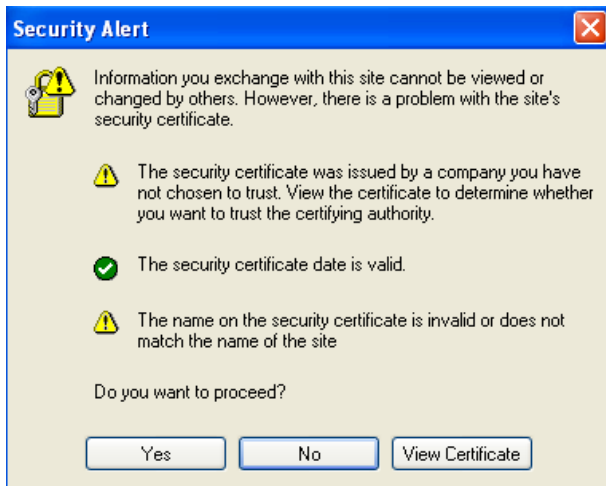 Security Alert
Information you exchange with this site cannot be viewed or
changed by others. However, there is a problem with the site's
security certificate.
The security certificate was issued by a company you have
not chosen to trust. View the certificate to determine whether
you want to trust the certifying authority.
The security certificate date is valid.
The name on the security certificate is invalid or does not
match the name of the site
Do you want to proceed?
Yes No View Certificate